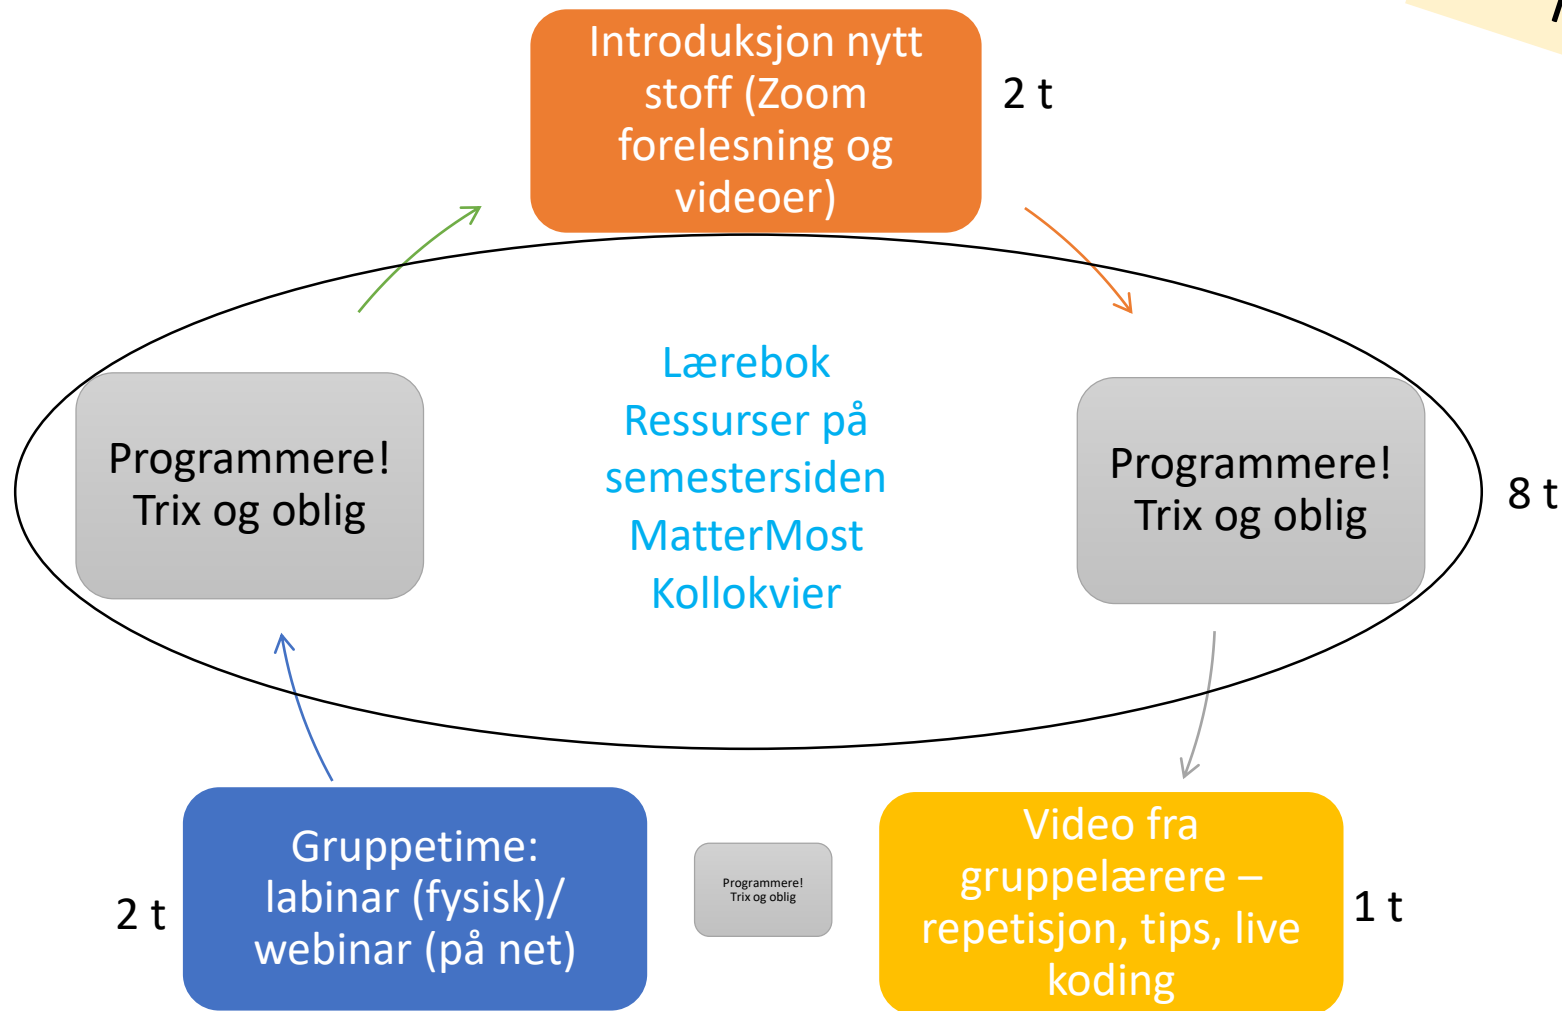 Introduksjon nytt
stoff (Zoom
forelesning og
videoer)
2 t
Lærebok
Ressurser på
semestersiden
MatterMost
Kollokvier
Programmere!
Trix og oblig
Programmere!
Trix og oblig
8 t
Gruppetime:
labinar (fysisk)/
webinar (på net)
2 t
Programmere!
Trix og oblig
Video fra
gruppelærere –
repetisjon, tips, live
koding
1 t